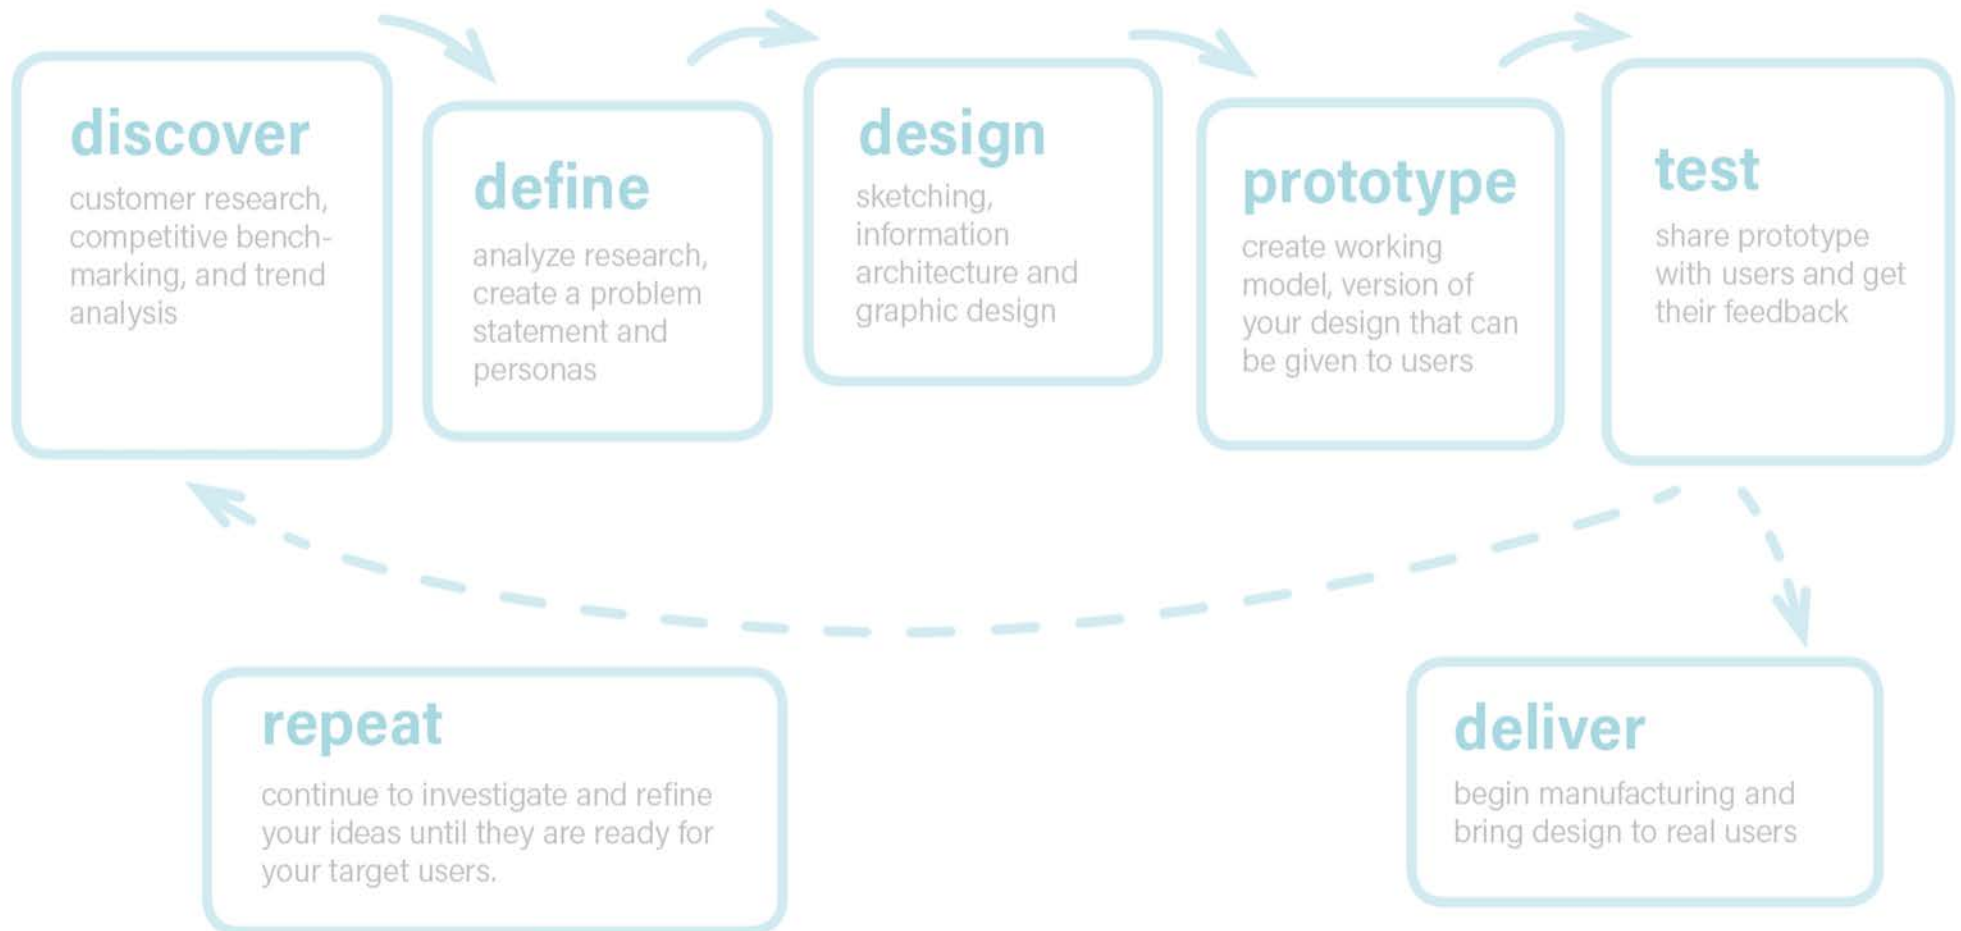 discover
customer research,
competitive bench-
marking, and trend
analysis
define
analyze research,
create a problem
statement and
personas
design
sketching,
information
architecture and
graphic design
prototype
create working
model, version of
your design that can
be given to users
test
share prototype
with users and get
their feedback
repeat
continue to investigate and refine
your ideas until they are ready for
your target users.
deliver
begin manufacturing and
bring design to real users